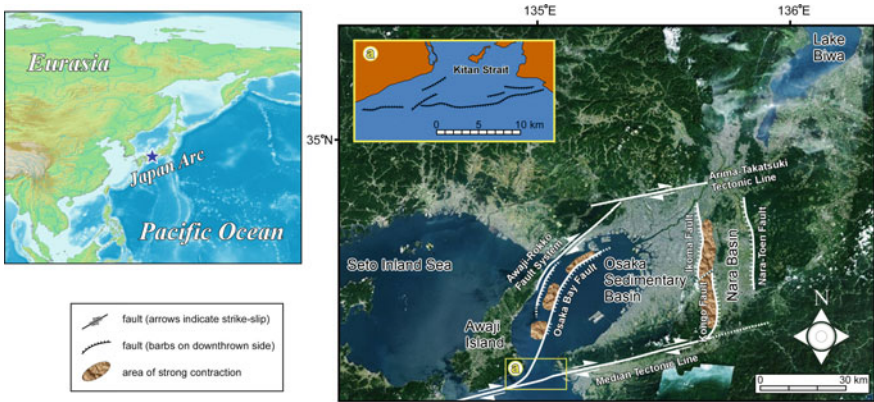 Eurasia
Japan Arc
Pacific Ocean
fault (arrows indicate strike-slip)
fault (barbs on downthrown side)
area of strong contraction
135°E
136°E
35°N
a
Kitan Strait
0 5 10 km
Lake
Biwa
Arima-Takatsuki
Tectonic Line
Seto Inland Sea
Awaji-Rokko
Fault System
Osaka Bay Fault
Osaka
Sedimentary
Basin
Ikoma Fault
Kongo Fault
Nara Basin
Nara-Toen Fault
Awaji
Island
a
Median Tectonic Line
N
0 30 km